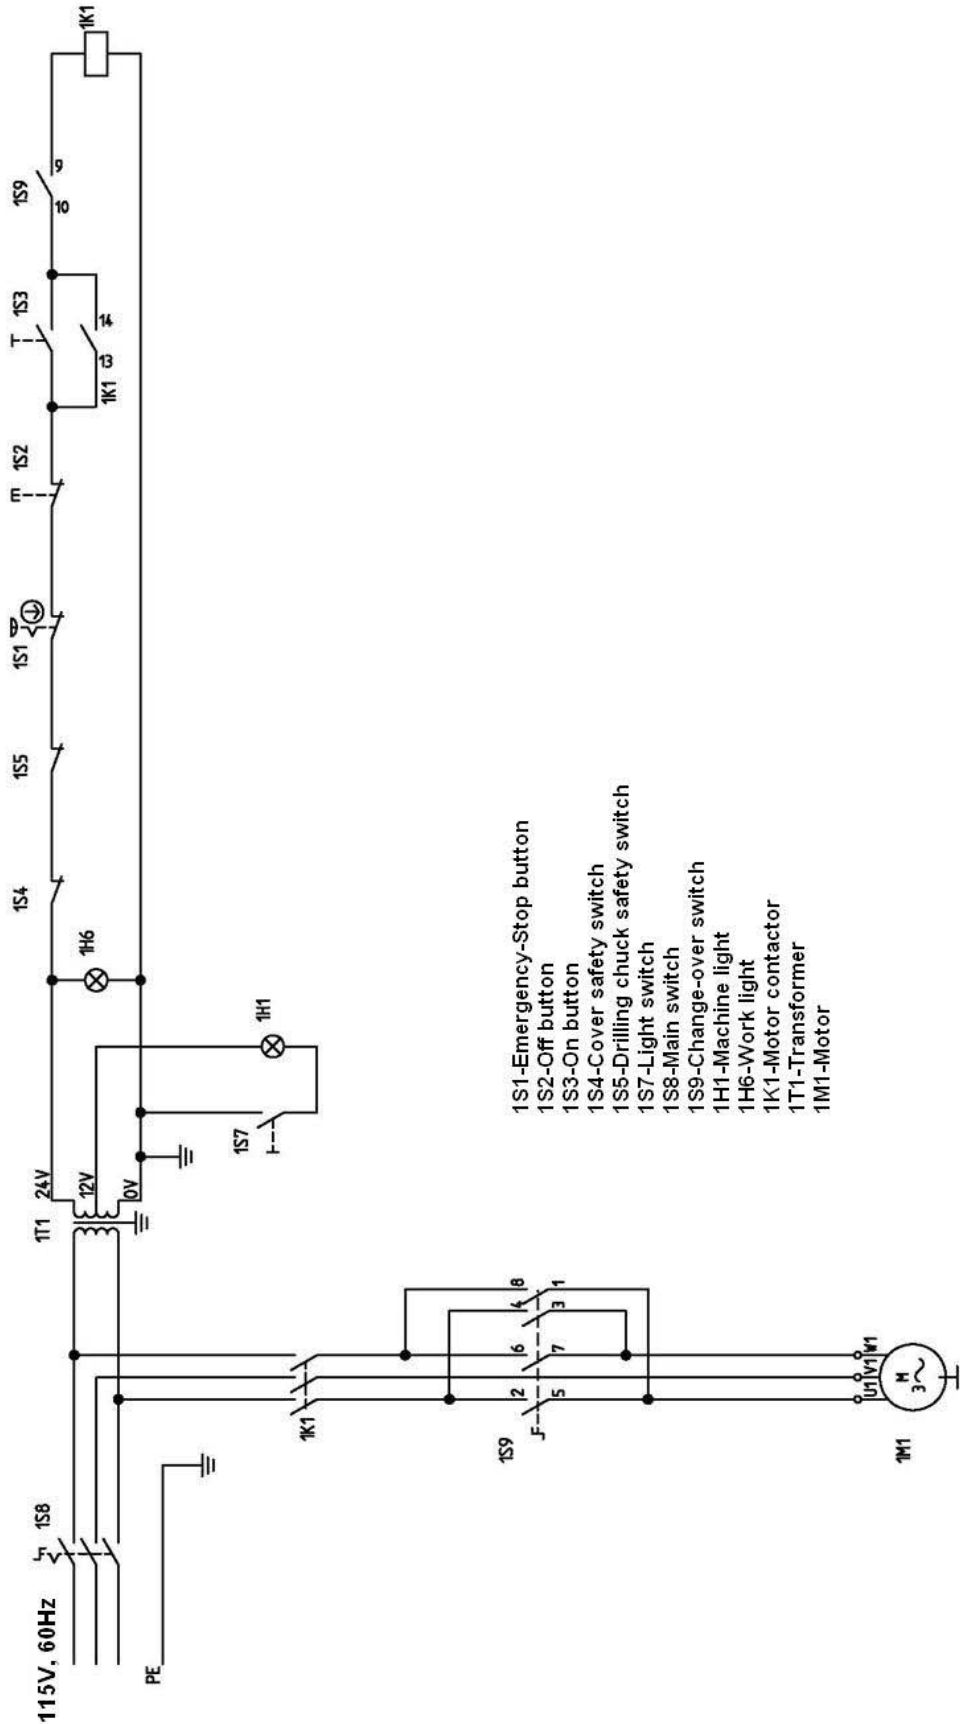 115V, 60Hz
PE
1S8
1T1
24V
12V
0V
1S7
1H1
1H6
1S4
1S5
1S1
1S2
1S3
1K1
13
14
1S9
10
9
1K1
1K1
1S9
2
6
4
8
5
7
3
1
U1
V1
W1
M
3
1M1
1S1-Emergency-Stop button
1S2-Off button
1S3-On button
1S4-Cover safety switch
1S5-Drilling chuck safety switch
1S7-Light switch
1S8-Main switch
1S9-Change-over switch
1H1-Machine light
1H6-Work light
1K1-Motor contactor
1T1-Transformer
1M1-Motor